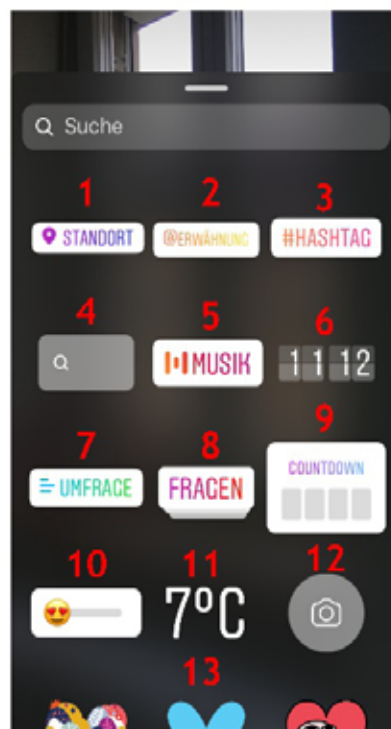 Suche
1 2 3
STANDORT @ERWÄHNUNG #HASHTAG
4 5 6
MUSIK 11 12
7 8 9
UMFRAGE FRAGEN COUNTDOWN
10 11 12
7°C
13